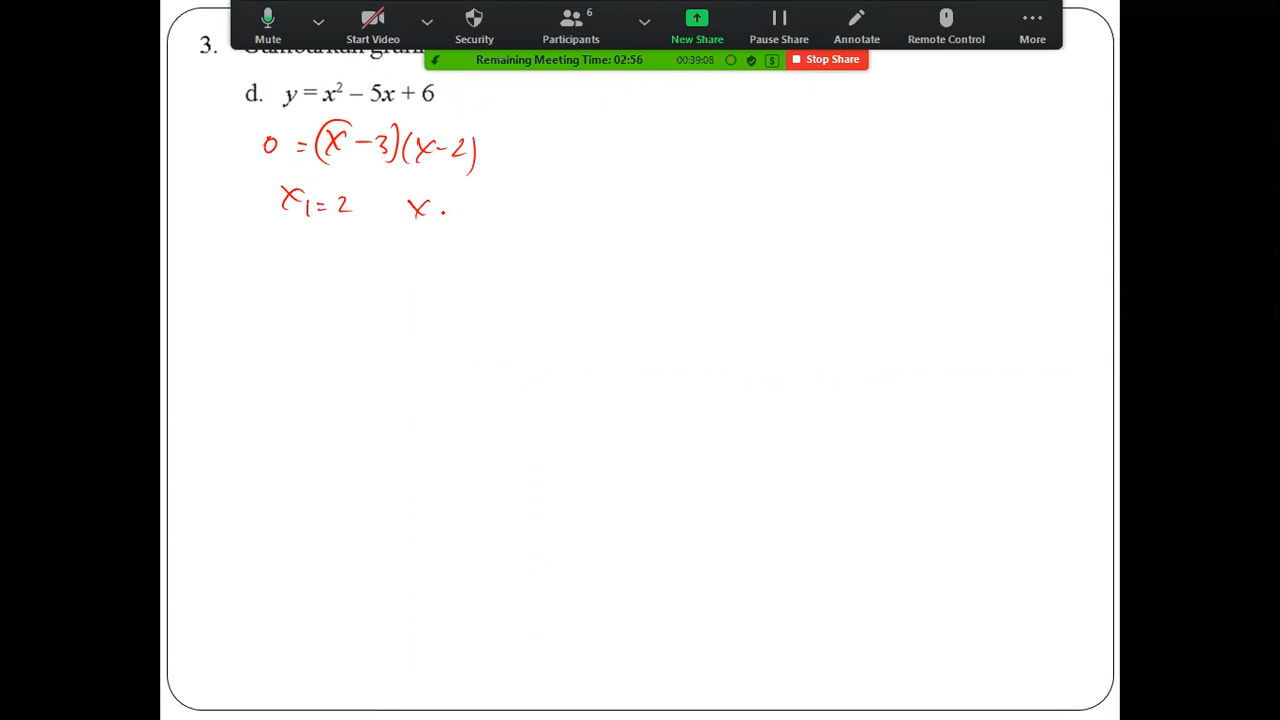 Mute
Start Video
Security
6
Participants
New Share
Pause Share
Annotate
Remote Control
More
Remaining Meeting Time: 02:56
00:39:08
Stop Share
3.
d. y = x² – 5x + 6
0 = (x – 3)(x – 2)
x₁ = 2 x